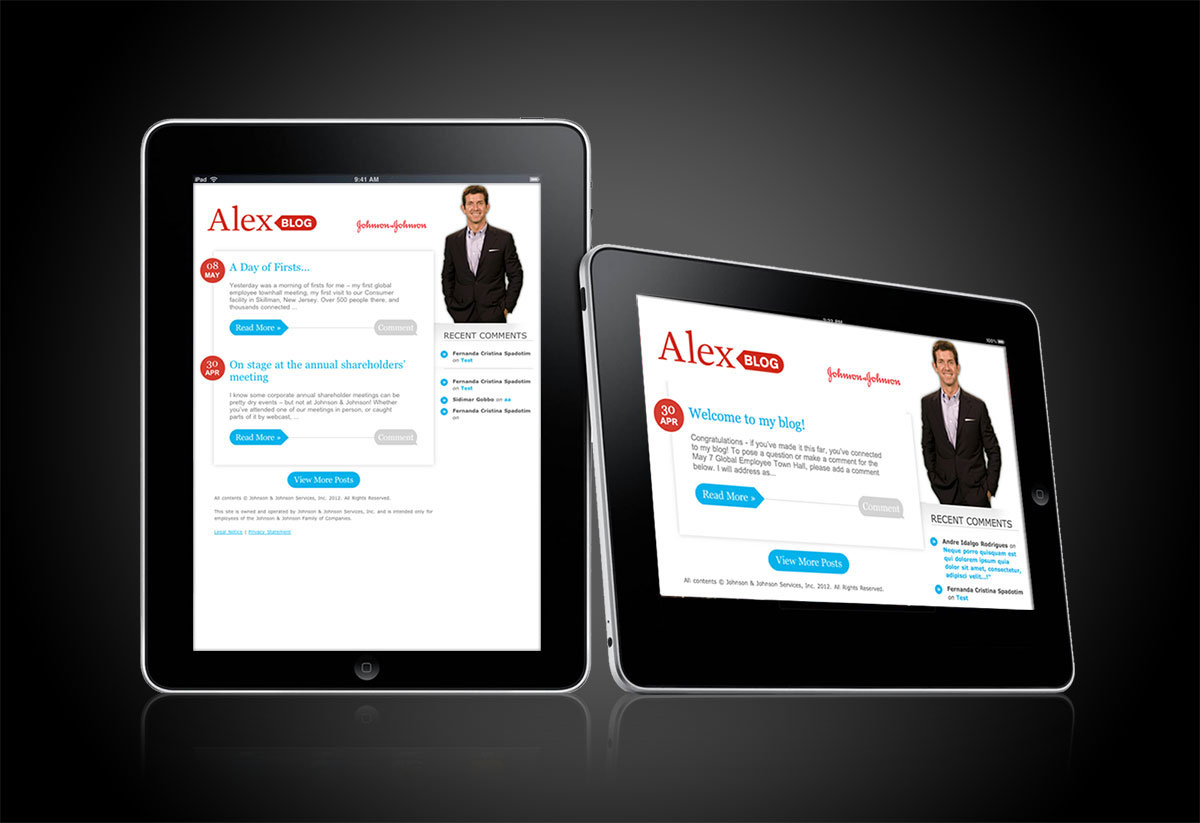 iPad
9:41 AM
Alex BLOG
Johnson & Johnson
08
MAY
A Day of Firsts...
Yesterday was a morning of firsts for me – my first global
employee townhall meeting, my first visit to our Consumer
facility in Skillman, New Jersey. Over 500 people there, and
thousands connected ...
Read More »
Comment
30
APR
On stage at the annual shareholders’
meeting
I know some corporate annual shareholder meetings can be
pretty dry events – but not at Johnson & Johnson! Whether
you've attended one of our meetings in person, or caught
parts of it by webcast, ...
Read More »
Comment
View More Posts
All contents © Johnson & Johnson Services, Inc. 2012. All Rights Reserved.
This site is owned and operated by Johnson & Johnson Services, Inc. and is intended only for
employees of the Johnson & Johnson Family of Companies.
Legal Notice | Privacy Statement
RECENT COMMENTS
Fernanda Cristina Spadotim
on Test
Fernanda Cristina Spadotim
on Test
Sidimar Gobbo on aa
Fernanda Cristina Spadotim
on
100%
Alex BLOG
Johnson & Johnson
30
APR
Welcome to my blog!
Congratulations - if you've made it this far, you've connected
to my blog! To pose a question or make a comment for the
May 7 Global Employee Town Hall, please add a comment
below. I will address as...
Read More »
Comment
View More Posts
All contents © Johnson & Johnson Services, Inc. 2012. All Rights Reserved.
RECENT COMMENTS
Andre Idalgo Rodrigues on
Neque porro quisquam est
qui dolorem ipsum quia
dolor sit amet, consectetur,
adipisci velit...!"
Fernanda Cristina Spadotim
on Test